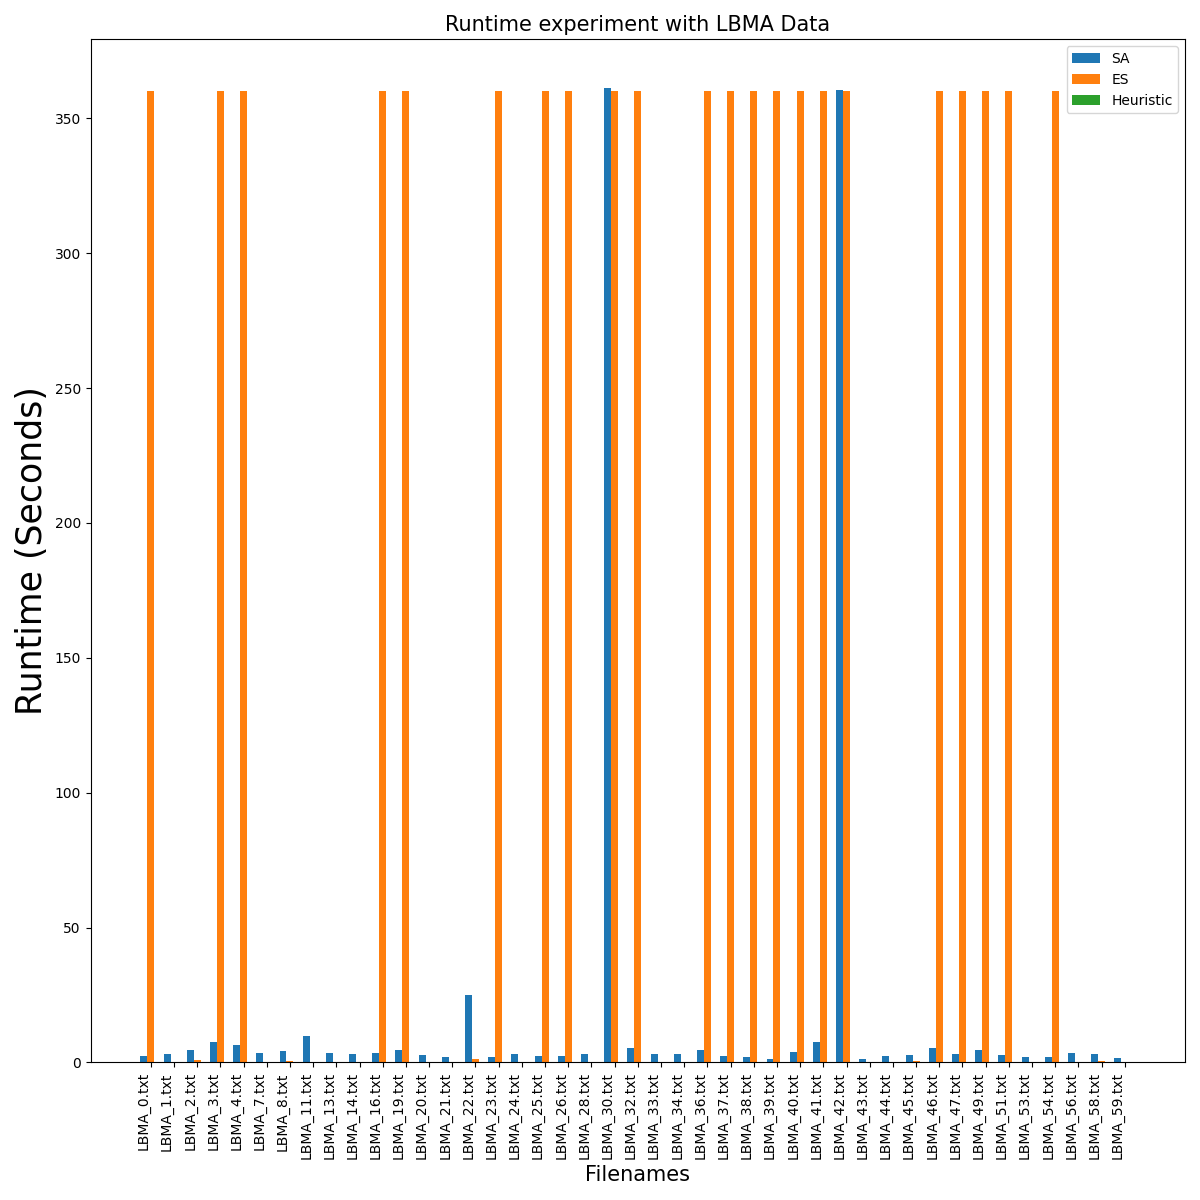 Runtime experiment with LBMA Data
SA
ES
Heuristic
Runtime (Seconds)
350
300
250
200
150
100
50
0
LBMA_0.txt
LBMA_1.txt
LBMA_2.txt
LBMA_3.txt
LBMA_4.txt
LBMA_7.txt
LBMA_8.txt
LBMA_11.txt
LBMA_13.txt
LBMA_14.txt
LBMA_16.txt
LBMA_19.txt
LBMA_20.txt
LBMA_21.txt
LBMA_22.txt
LBMA_23.txt
LBMA_24.txt
LBMA_25.txt
LBMA_26.txt
LBMA_28.txt
LBMA_30.txt
LBMA_32.txt
LBMA_33.txt
LBMA_34.txt
LBMA_36.txt
LBMA_37.txt
LBMA_38.txt
LBMA_39.txt
LBMA_40.txt
LBMA_41.txt
LBMA_42.txt
LBMA_43.txt
LBMA_44.txt
LBMA_45.txt
LBMA_46.txt
LBMA_47.txt
LBMA_49.txt
LBMA_51.txt
LBMA_53.txt
LBMA_54.txt
LBMA_56.txt
LBMA_58.txt
LBMA_59.txt
Filenames